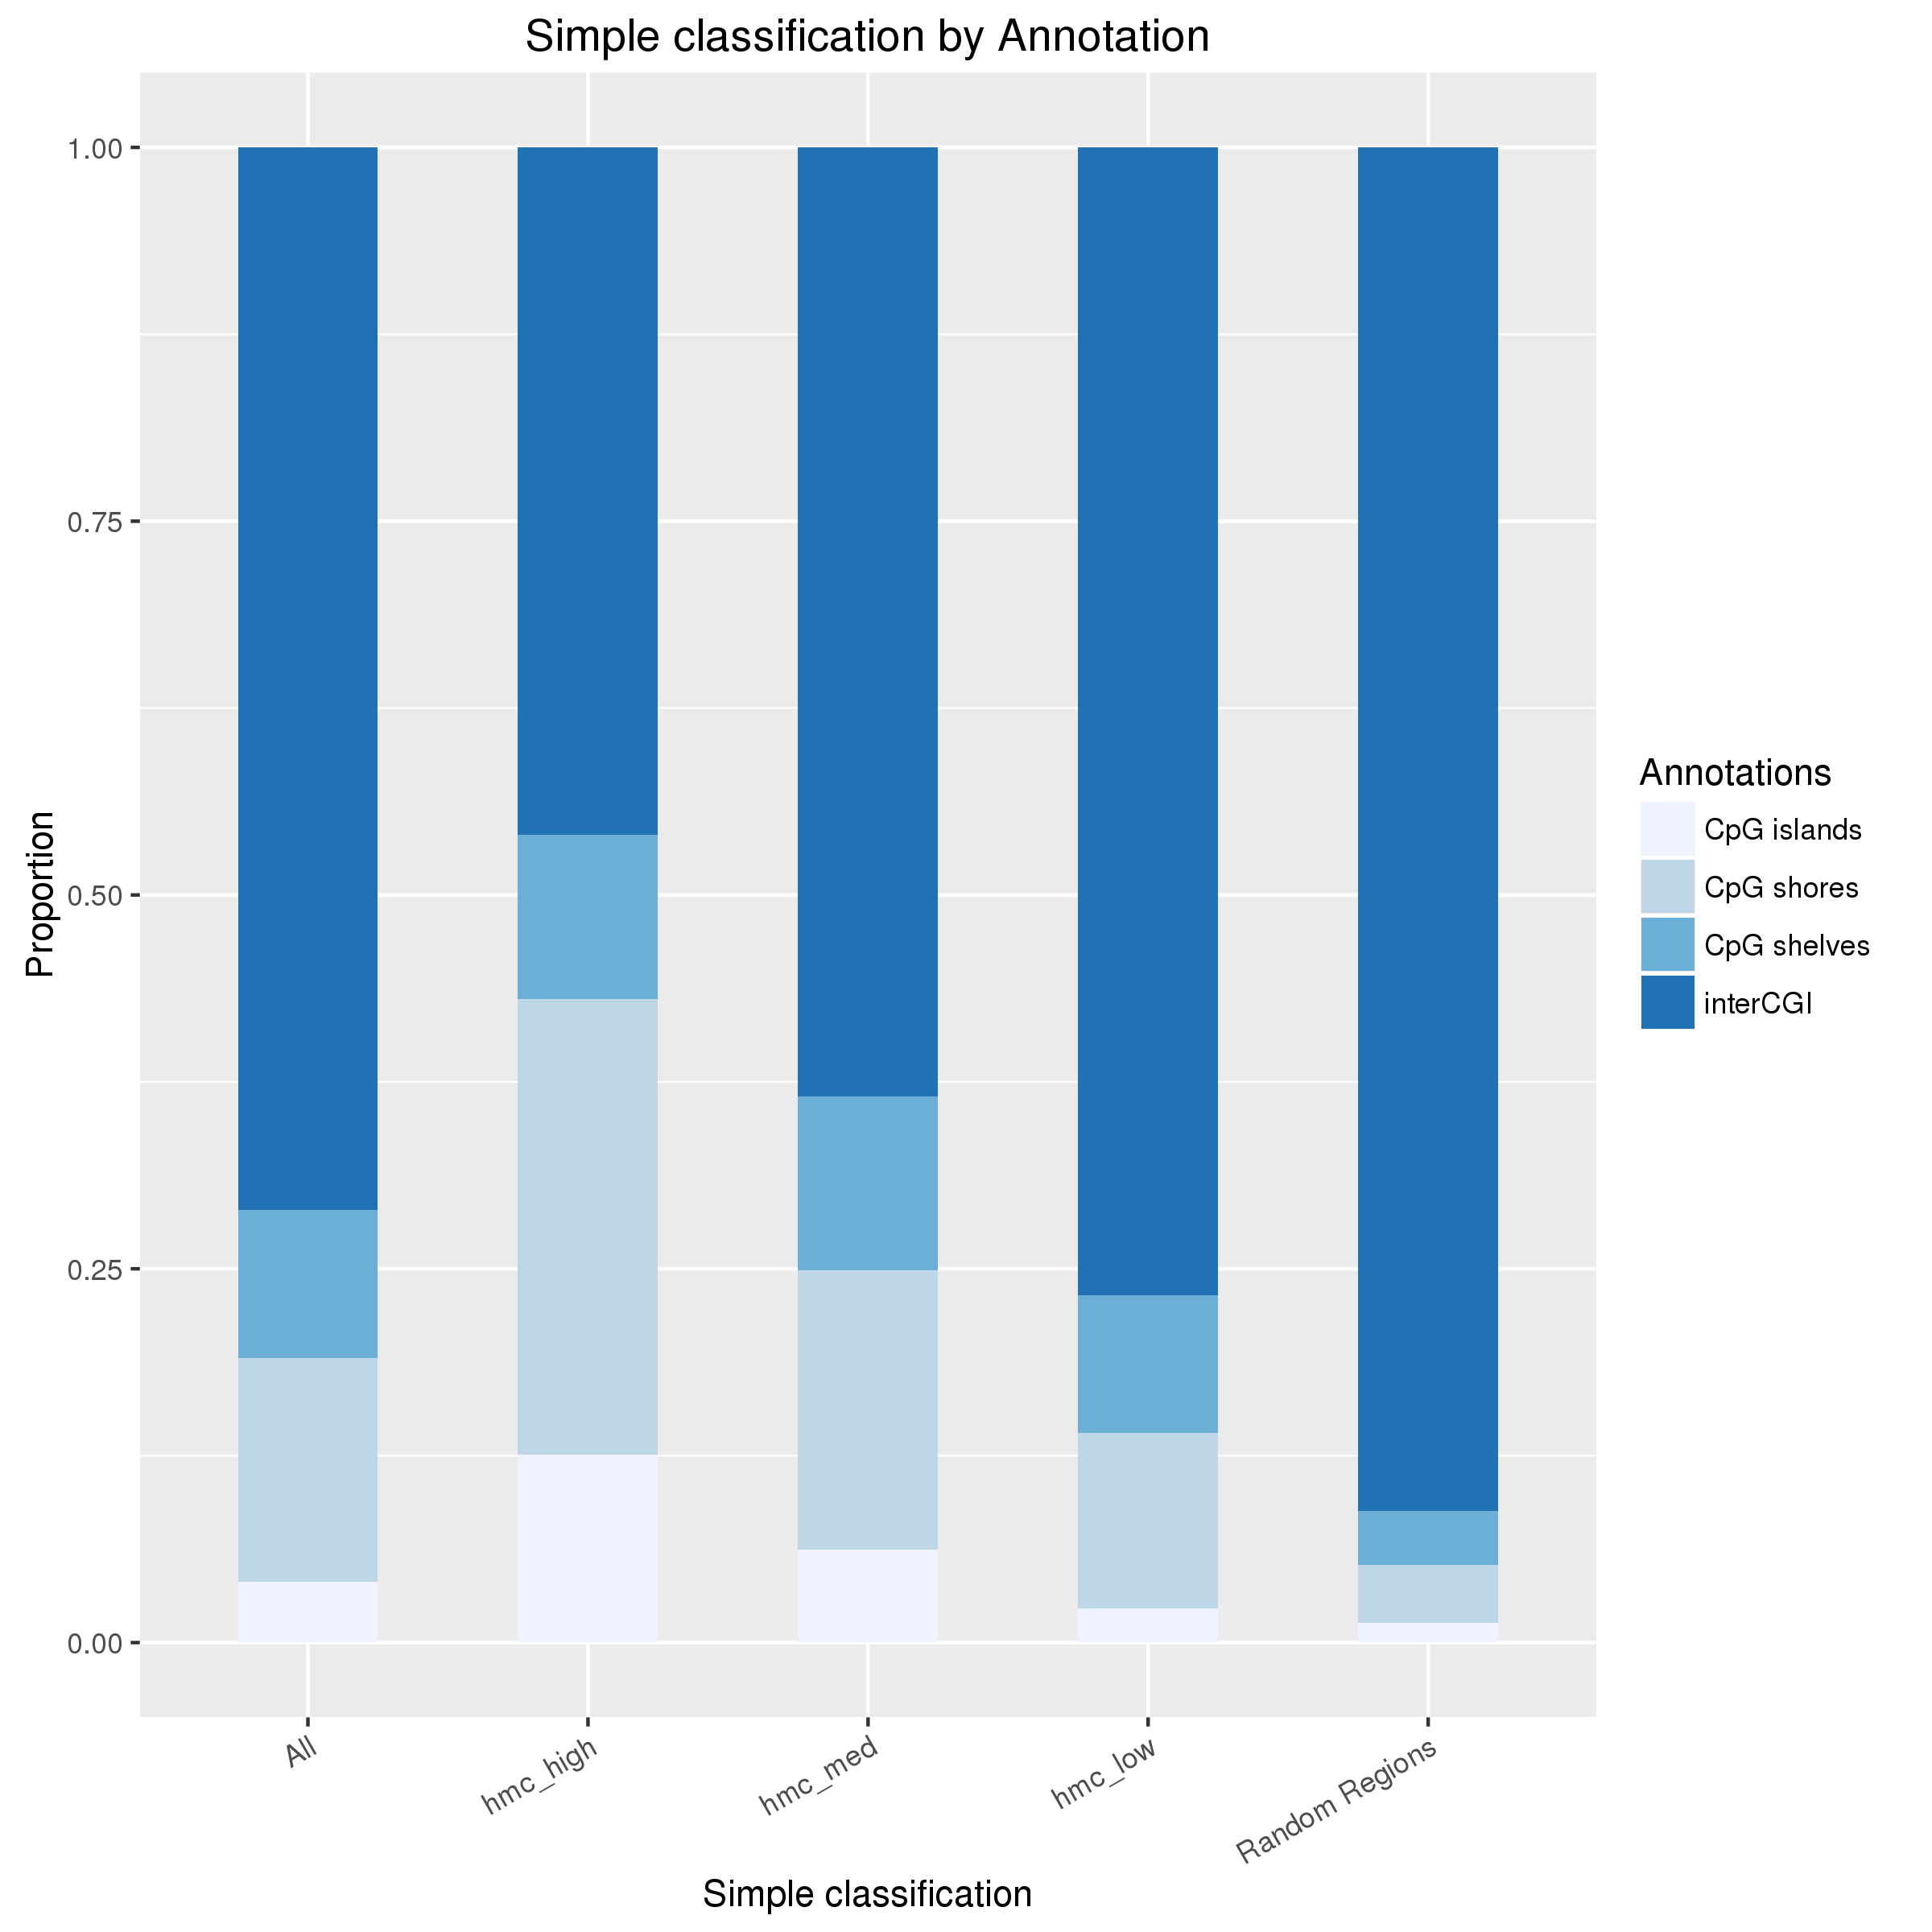 Simple classification by Annotation
1.00
0.75
0.50
0.25
0.00
Proportion
All
hmc_high
hmc_med
hmc_low
Random Regions
Simple classification
Annotations
CpG islands
CpG shores
CpG shelves
interCGI